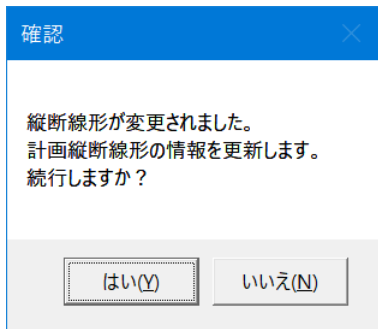 確認
縦断線形が変更されました。
計画縦断線形の情報を更新します。
続行しますか？
はい(Y)
いいえ(N)